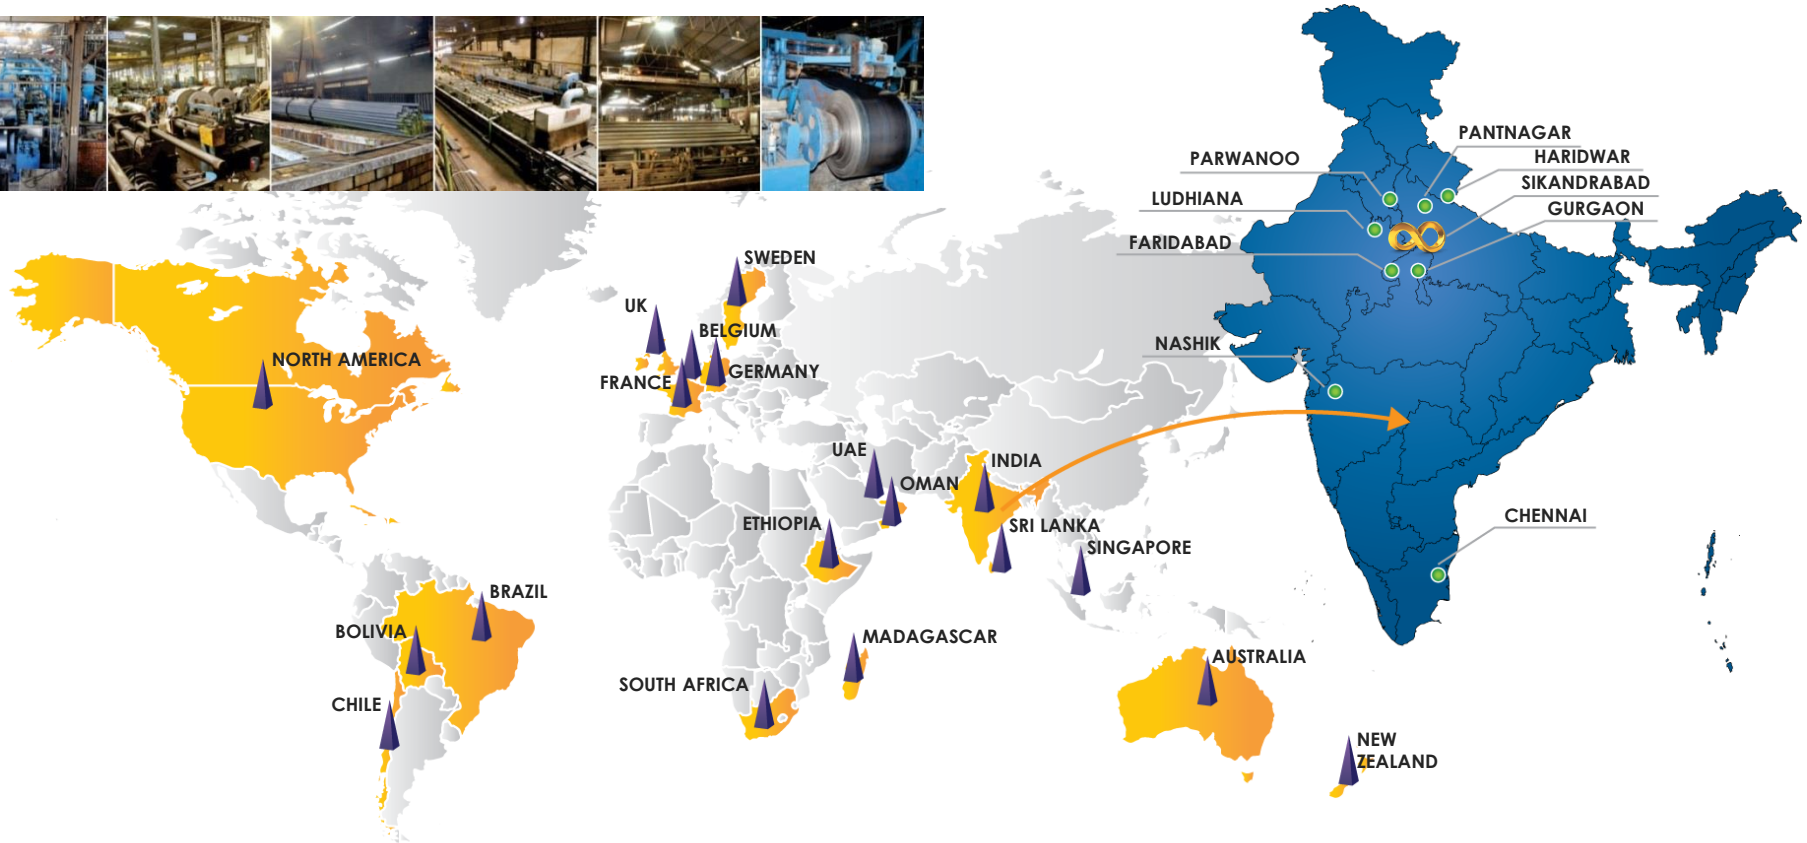 PANTNAGAR
PARWANOO
HARIDWAR
SIKANDRABAD
LUDHIANA
GURGAON
FARIDABAD
SWEDEN
UK
BELGIUM
NASHIK
NORTH AMERICA
GERMANY
FRANCE
UAE
INDIA
OMAN
CHENNAI
ETHIOPIA
SRI LANKA
SINGAPORE
BRAZIL
BOLIVIA
MADAGASCAR
AUSTRALIA
SOUTH AFRICA
CHILE
NEW
ZEALAND